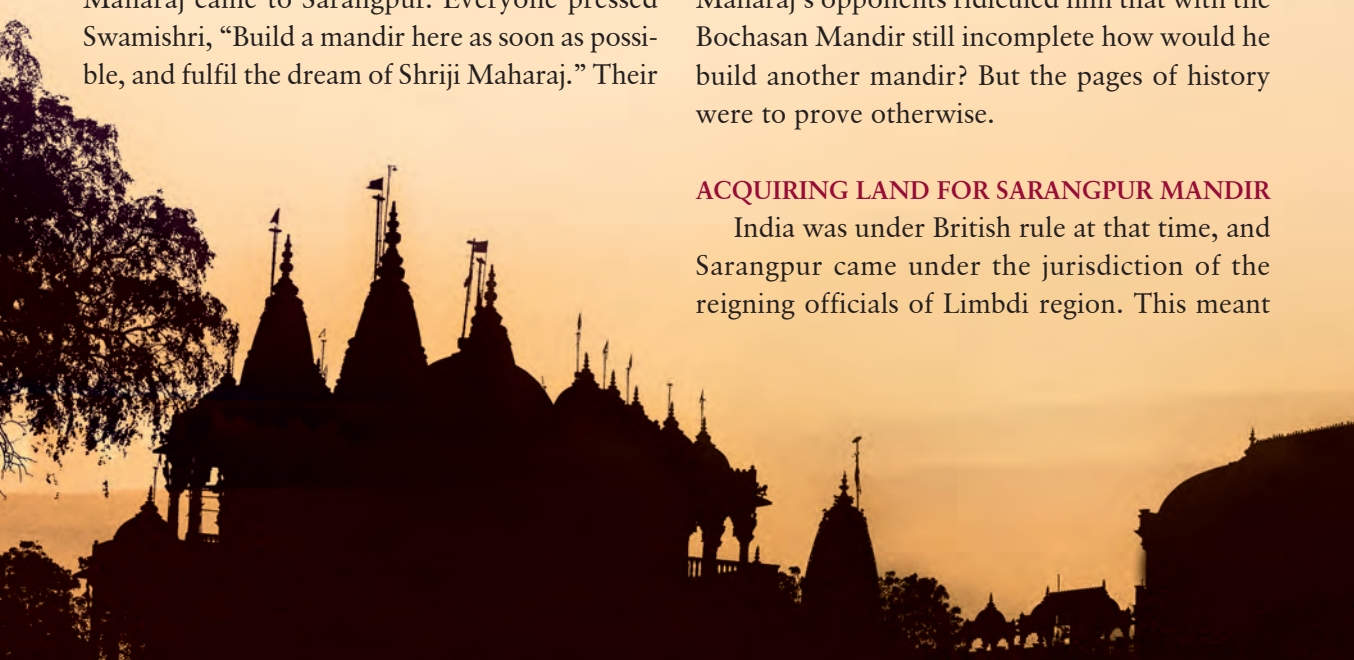 Maharaj came to Sarangpur. Everyone pressed
Swamishri, “Build a mandir here as soon as possi-
ble, and fulfil the dream of Shriji Maharaj.” Their
Maharaj’s opponents ridiculed him that with the
Bochasan Mandir still incomplete how would he
build another mandir? But the pages of history
were to prove otherwise.
ACQUIRING LAND FOR SARANGPUR MANDIR
India was under British rule at that time, and
Sarangpur came under the jurisdiction of the
reigning officials of Limbdi region. This meant